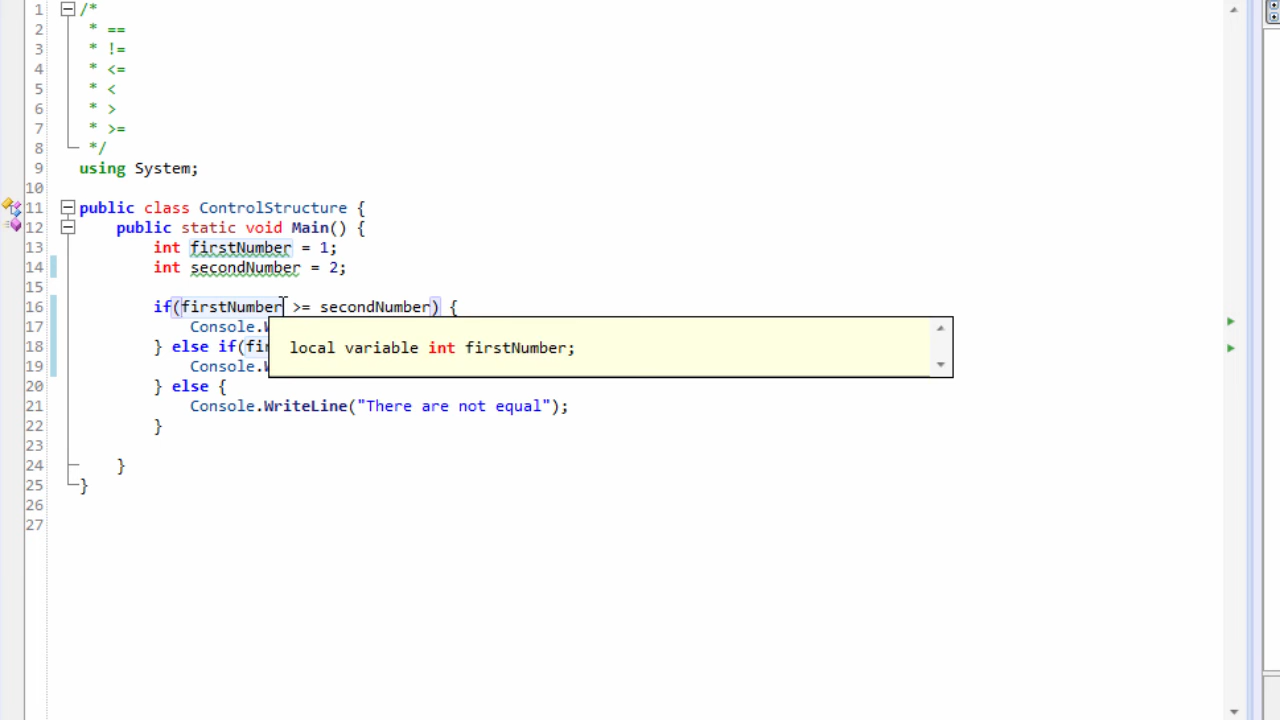 1 /*
2 * ==
3 * !=
4 * <=
5 * <
6 * >
7 * >=
8 */
9 using System;
10
11 public class ControlStructure {
12 public static void Main() {
13 int firstNumber = 1;
14 int secondNumber = 2;
15
16 if(firstNumber >= secondNumber) {
17 Console.
local variable int firstNumber;
18 } else if(
19 Console.
20 } else {
21 Console.WriteLine("There are not equal");
22 }
23
24 }
25 }
26
27